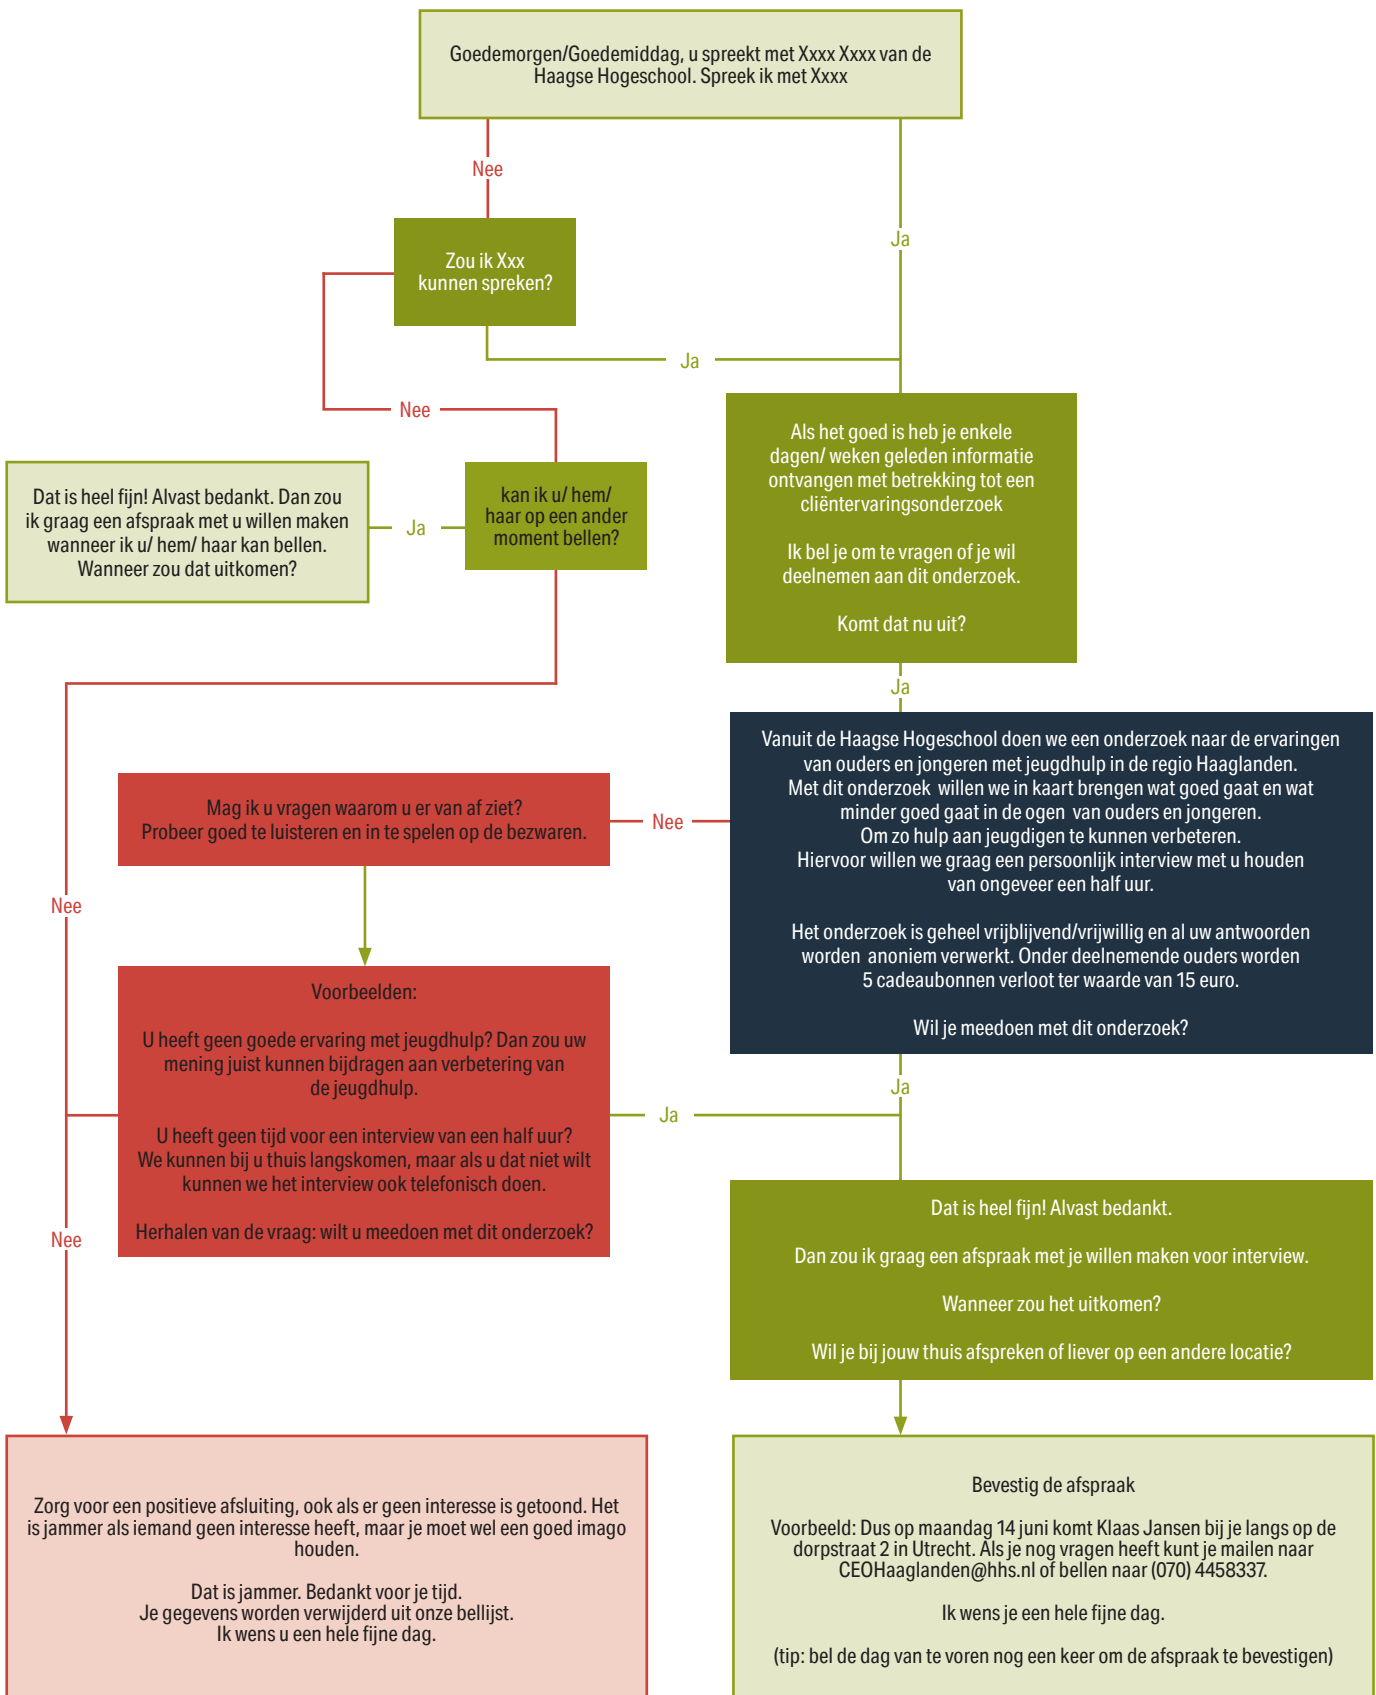 Goedemorgen/Goedemiddag, u spreekt met Xxxx Xxxx van de
Haagse Hogeschool. Spreek ik met Xxxx
Nee
Ja
Zou ik Xxx
kunnen spreken?
Ja
Nee
Als het goed is heb je enkele
dagen/ weken geleden informatie
ontvangen met betrekking tot een
cliëntervaringsonderzoek
Ik bel je om te vragen of je wil
deelnemen aan dit onderzoek.
Komt dat nu uit?
kan ik u/ hem/
haar op een ander
moment bellen?
Ja
Dat is heel fijn! Alvast bedankt. Dan zou
ik graag een afspraak met u willen maken
wanneer ik u/ hem/ haar kan bellen.
Wanneer zou dat uitkomen?
Ja
Vanuit de Haagse Hogeschool doen we een onderzoek naar de ervaringen
van ouders en jongeren met jeugdhulp in de regio Haaglanden.
Met dit onderzoek willen we in kaart brengen wat goed gaat en wat
minder goed gaat in de ogen van ouders en jongeren.
Om zo hulp aan jeugdigen te kunnen verbeteren.
Hiervoor willen we graag een persoonlijk interview met u houden
van ongeveer een half uur.
Het onderzoek is geheel vrijblijvend/vrijwillig en al uw antwoorden
worden anoniem verwerkt. Onder deelnemende ouders worden
5 cadeaubonnen verloot ter waarde van 15 euro.
Wil je meedoen met dit onderzoek?
Nee
Mag ik u vragen waarom u er van af ziet?
Probeer goed te luisteren en in te spelen op de bezwaren.
Nee
Voorbeelden:
U heeft geen goede ervaring met jeugdhulp? Dan zou uw
mening juist kunnen bijdragen aan verbetering van
de jeugdhulp.
U heeft geen tijd voor een interview van een half uur?
We kunnen bij u thuis langskomen, maar als u dat niet wilt
kunnen we het interview ook telefonisch doen.
Herhalen van de vraag: wilt u meedoen met dit onderzoek?
Ja
Ja
Nee
Dat is heel fijn! Alvast bedankt.
Dan zou ik graag een afspraak met je willen maken voor interview.
Wanneer zou het uitkomen?
Wil je bij jouw thuis afspreken of liever op een andere locatie?
Zorg voor een positieve afsluiting, ook als er geen interesse is getoond. Het
is jammer als iemand geen interesse heeft, maar je moet wel een goed imago
houden.
Dat is jammer. Bedankt voor je tijd.
Je gegevens worden verwijderd uit onze bellijst.
Ik wens u een hele fijne dag.
Bevestig de afspraak
Voorbeeld: Dus op maandag 14 juni komt Klaas Jansen bij je langs op de
dorpstraat 2 in Utrecht. Als je nog vragen heeft kunt je mailen naar
CEOHaaglanden@hhs.nl of bellen naar (070) 4458337.
Ik wens je een hele fijne dag.
(tip: bel de dag van te voren nog een keer om de afspraak te bevestigen)